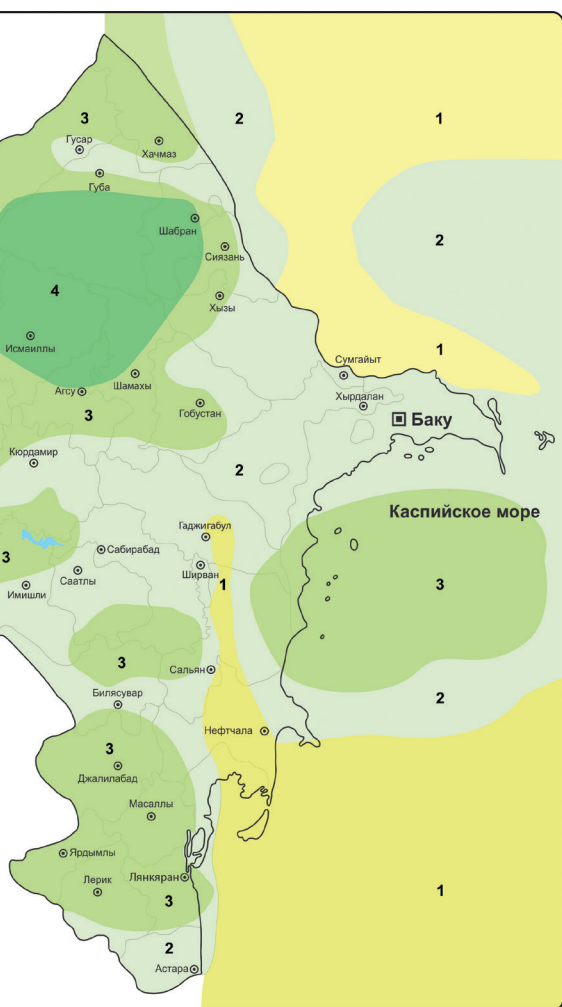 3
2
1
Гусар
Хачмаз
Губа
Шабран
2
Сиязань
4
Хызы
Исмаиллы
1
Сумгайыт
Шамахы
Агсу
Хырдалан
Гобустан
3
Баку
Кюрдамир
2
Каспийское море
Гаджигабул
Сабирабад
3
Ширван
Саатлы
1
3
Имишли
3
Сальян
Билясувар
2
Нефтчала
3
Джалилабад
Масаллы
Ярдымлы
Лянкяран
Лерик
1
3
2
Астара